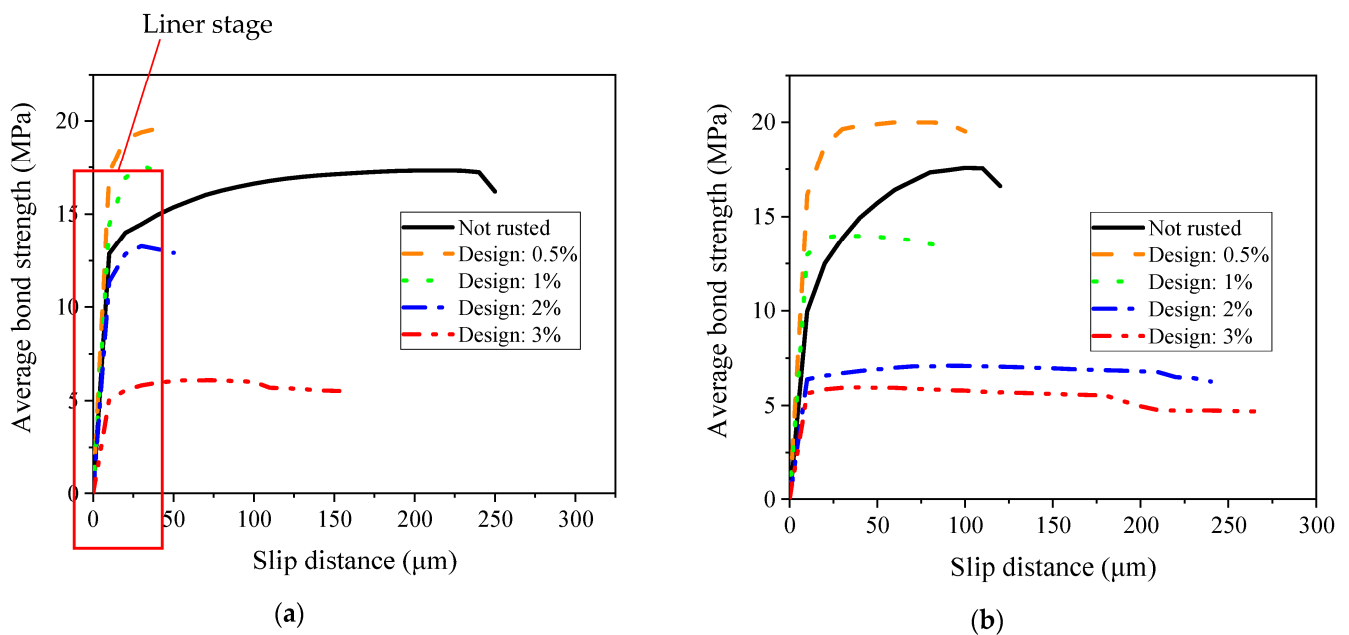 Liner stage
Average bond strength (MPa)
20
15
10
5
0
0 50 100 150 200 250 300
Slip distance (μm)
Not rusted
Design: 0.5%
Design: 1%
Design: 2%
Design: 3%
(a)
Average bond strength (MPa)
20
15
10
5
0
0 50 100 150 200 250 300
Slip distance (μm)
Not rusted
Design: 0.5%
Design: 1%
Design: 2%
Design: 3%
(b)